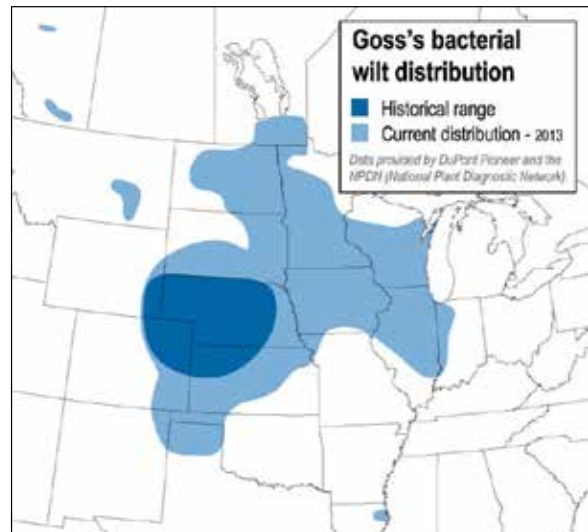 Goss's bacterial
wilt distribution
Historical range
Current distribution - 2013
Data provided by DuPont Pioneer and the
NPDN (National Plant Diagnostic Network)